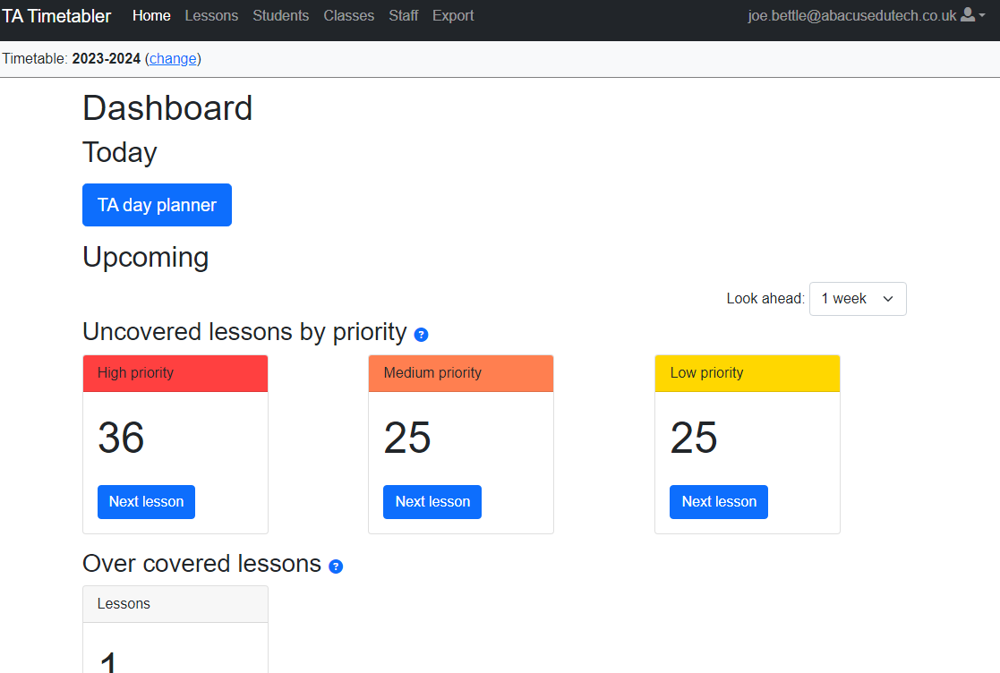 TA Timetabler Home Lessons Students Classes Staff Export joe.bettle@abacusedutech.co.uk
Timetable: 2023-2024 (change)
Dashboard
Today
TA day planner
Upcoming
Look ahead: 1 week
Uncovered lessons by priority ?
High priority Medium priority Low priority
36 25 25
Next lesson Next lesson Next lesson
Over covered lessons ?
Lessons
1